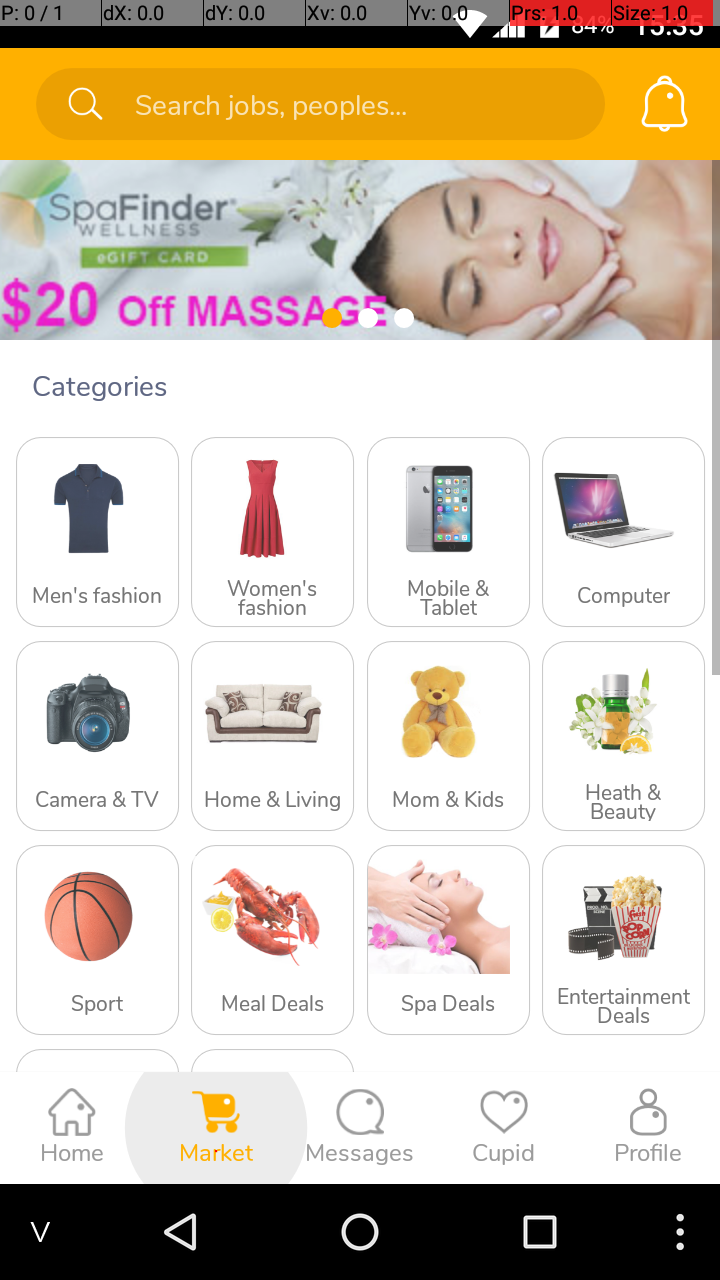 P: 0 / 1 dX: 0.0 dY: 0.0 Xv: 0.0 Yv: 0.0 Prs: 1.0 Size: 1.0
84% 15:35
Search jobs, peoples...
SpaFinder
WELLNESS
eGIFT CARD
$20 Off MASSAGE
Categories
Men's fashion
Women's
fashion
Mobile &
Tablet
Computer
Camera & TV
Home & Living
Mom & Kids
Heath &
Beauty
Sport
Meal Deals
Spa Deals
Entertainment
Deals
Home
Market
Messages
Cupid
Profile